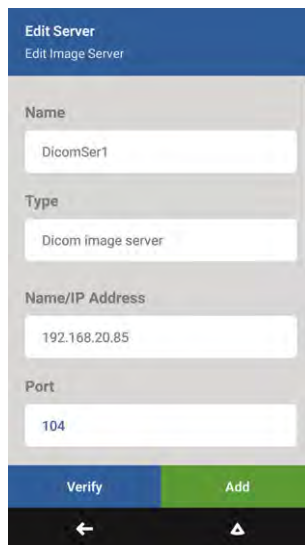 Edit Server
Edit Image Server
Name
DicomSer1
Type
Dicom image server
Name/IP Address
192.168.20.85
Port
104
Verify Add